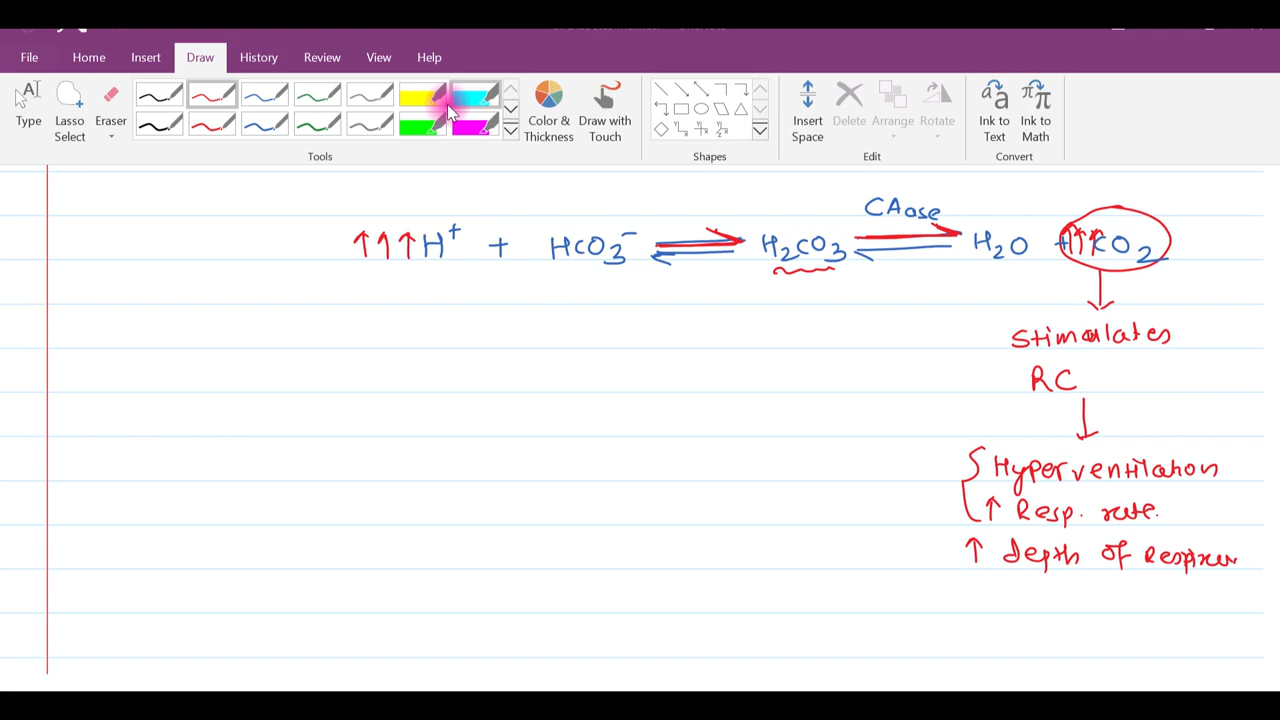 File Home Insert Draw History Review View Help
Type Lasso Select Eraser Color & Thickness Draw with Touch Insert Space Delete Arrange Rotate Ink to Text Ink to Math
Tools Shapes Edit Convert
CAase
↑↑↑H⁺ + HCO₃⁻ ⇌ H₂CO₃ ⇌ H₂O + ↑↑↑CO₂
↓
Stimulates
RC
↓
Hyperventilation
↑ Resp. rate.
↑ depth of